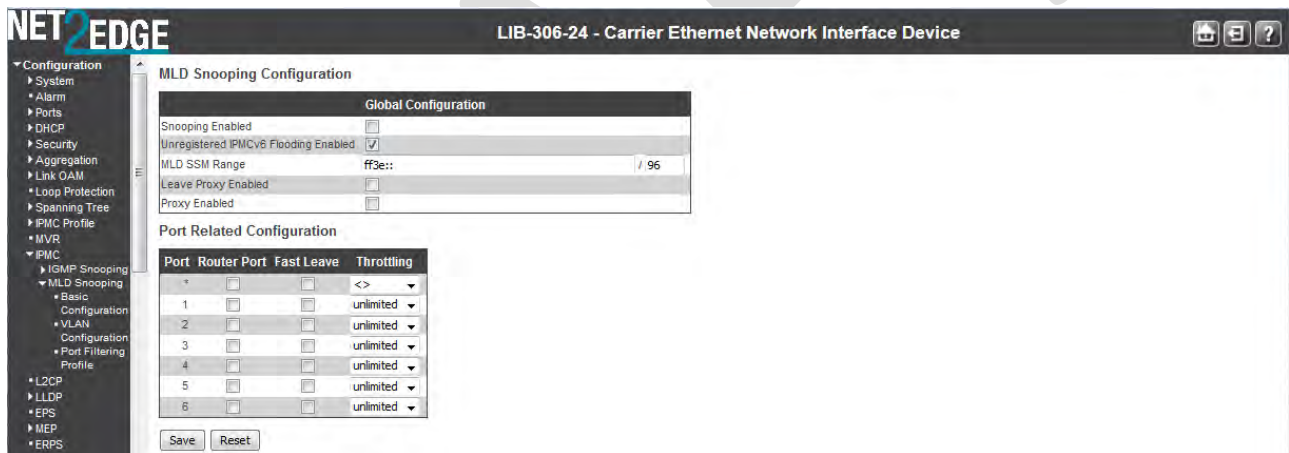 NET2EDGE
LIB-306-24 - Carrier Ethernet Network Interface Device
?
Configuration
System
Alarm
Ports
DHCP
Security
Aggregation
Link OAM
Loop Protection
Spanning Tree
IPMC Profile
MVR
IPMC
IGMP Snooping
MLD Snooping
Basic
Configuration
VLAN
Configuration
Port Filtering
Profile
L2CP
LLDP
EPS
MEP
ERPS
MLD Snooping Configuration
Global Configuration
Snooping Enabled
Unregistered IPMCv6 Flooding Enabled
MLD SSM Range ff3e:: / 96
Leave Proxy Enabled
Proxy Enabled
Port Related Configuration
Port Router Port Fast Leave Throttling
* <>
1 unlimited
2 unlimited
3 unlimited
4 unlimited
5 unlimited
6 unlimited
Save Reset